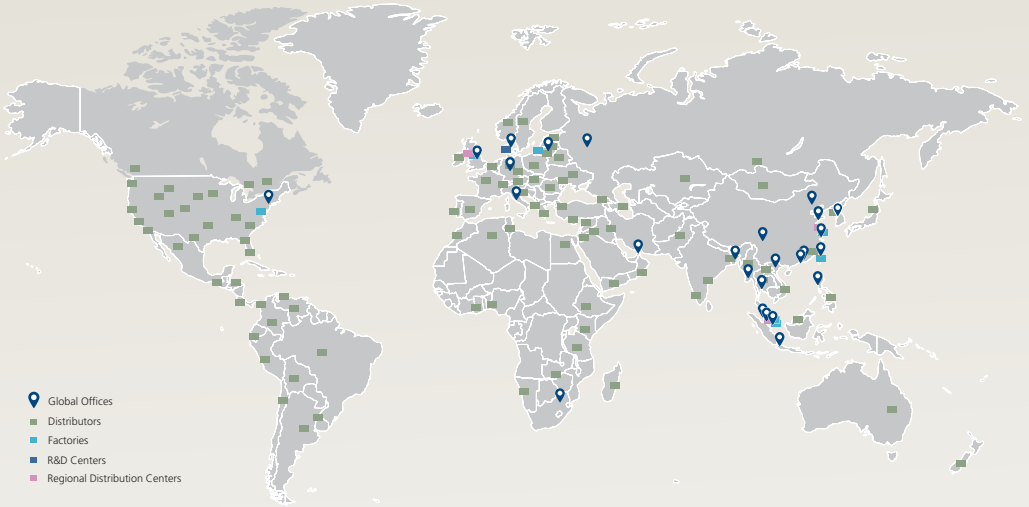 Global Offices
Distributors
Factories
R&D Centers
Regional Distribution Centers